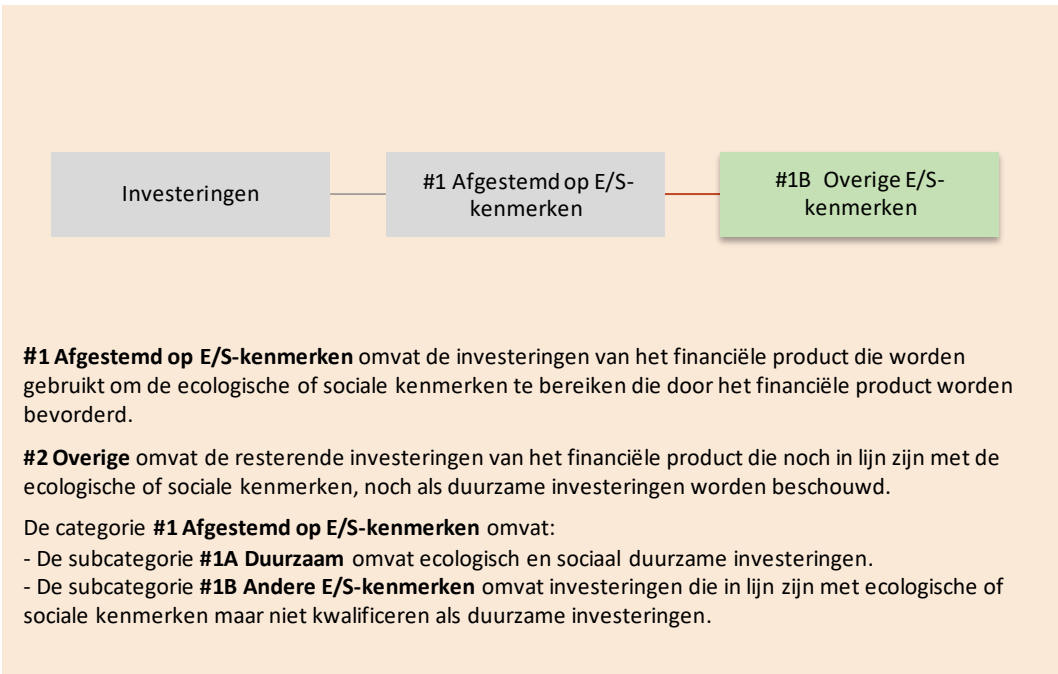 Investeringen
#1 Afgestemd op E/S-
kenmerken
#1B Overige E/S-
kenmerken
#1 Afgestemd op E/S-kenmerken omvat de investeringen van het financiële product die worden
gebruikt om de ecologische of sociale kenmerken te bereiken die door het financiële product worden
bevorderd.
#2 Overige omvat de resterende investeringen van het financiële product die noch in lijn zijn met de
ecologische of sociale kenmerken, noch als duurzame investeringen worden beschouwd.
De categorie #1 Afgestemd op E/S-kenmerken omvat:
- De subcategorie #1A Duurzaam omvat ecologisch en sociaal duurzame investeringen.
- De subcategorie #1B Andere E/S-kenmerken omvat investeringen die in lijn zijn met ecologische of
sociale kenmerken maar niet kwalificeren als duurzame investeringen.